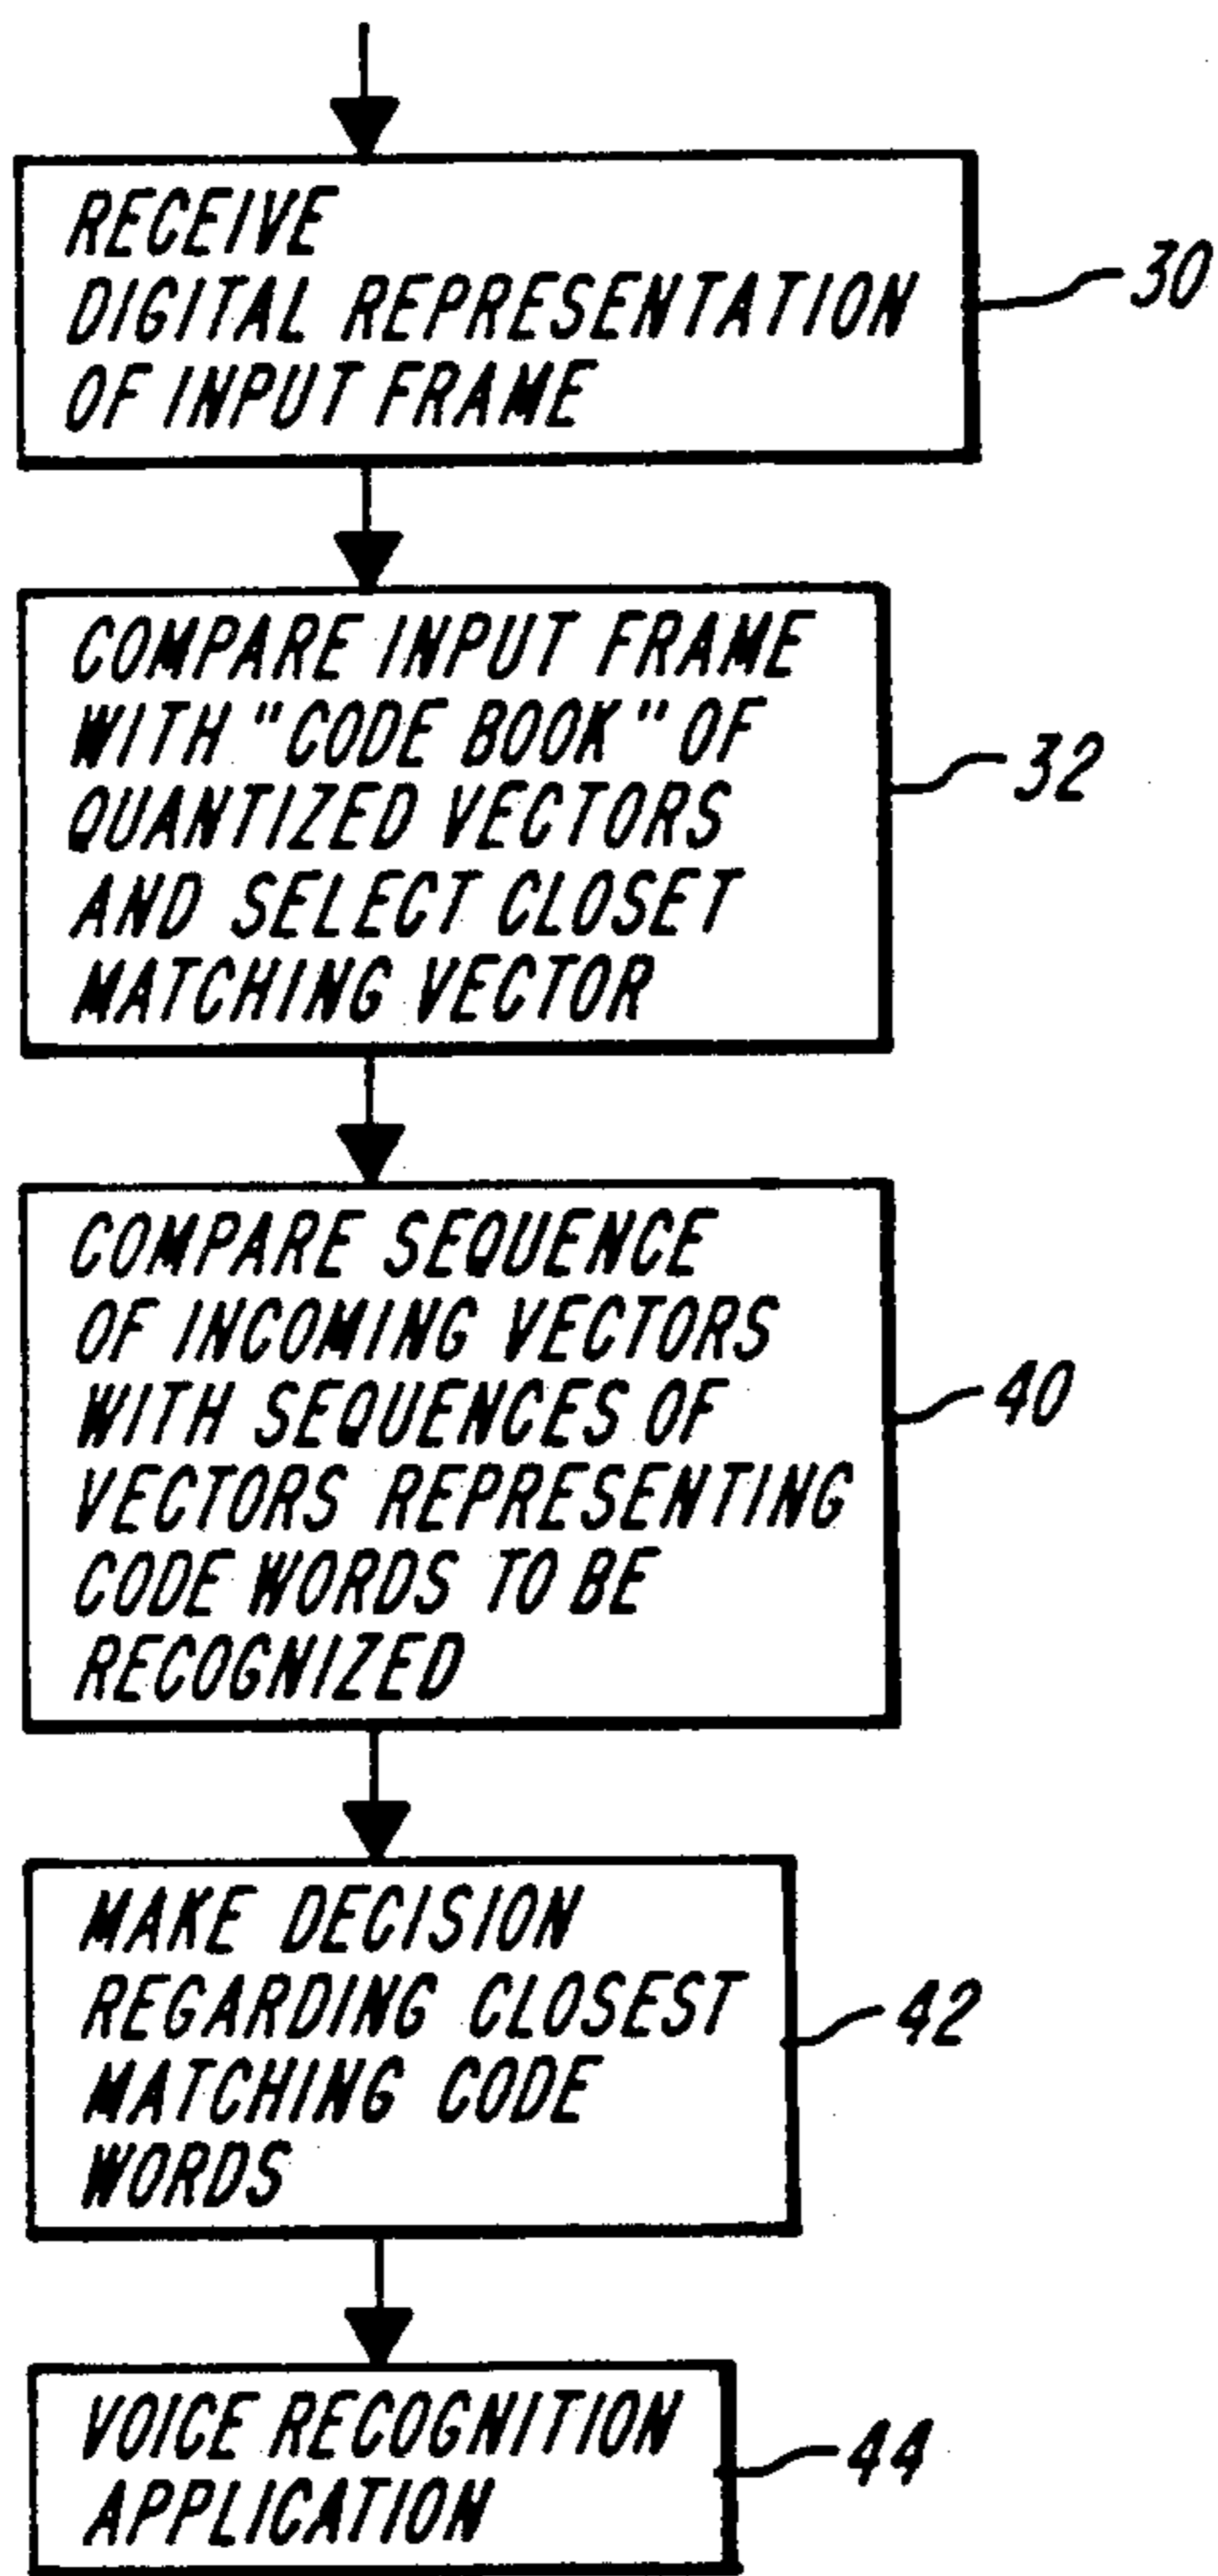 RECEIVE
DIGITAL REPRESENTATION
OF INPUT FRAME
30
COMPARE INPUT FRAME
WITH "CODE BOOK" OF
QUANTIZED VECTORS
AND SELECT CLOSET
MATCHING VECTOR
32
COMPARE SEQUENCE
OF INCOMING VECTORS
WITH SEQUENCES OF
VECTORS REPRESENTING
CODE WORDS TO BE
RECOGNIZED
40
MAKE DECISION
REGARDING CLOSEST
MATCHING CODE
WORDS
42
VOICE RECOGNITION
APPLICATION
44